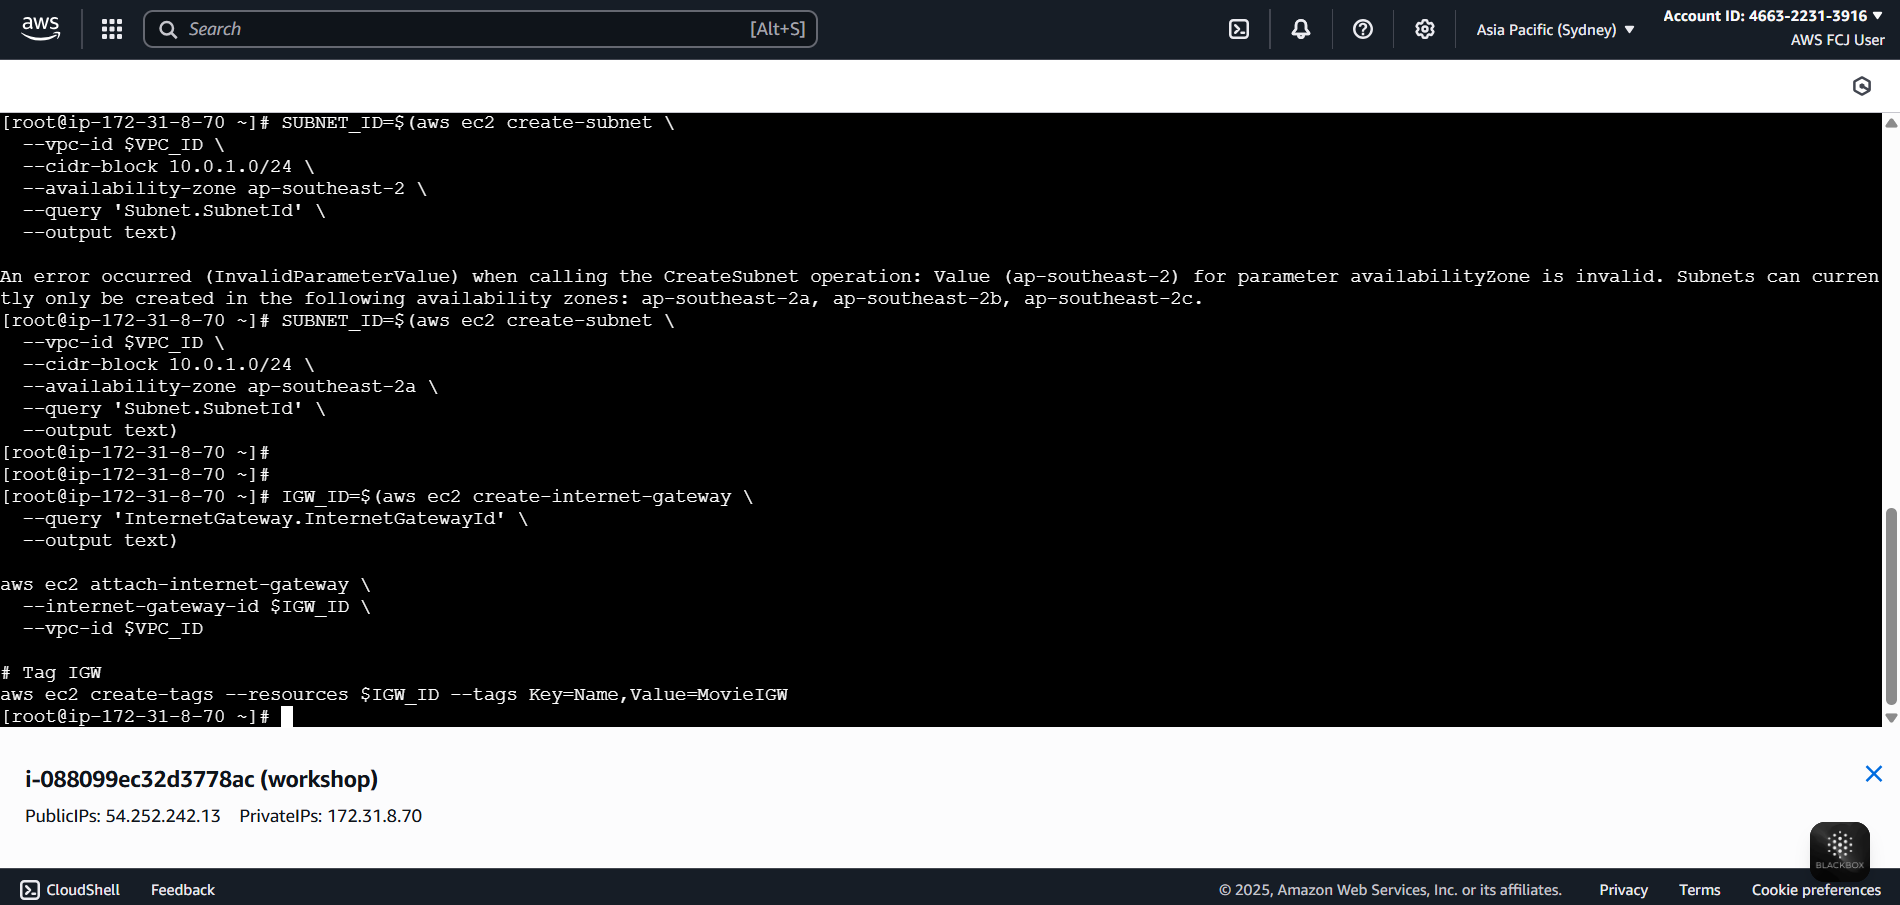 aws
Search
[Alt+S]
Asia Pacific (Sydney)
Account ID: 4663-2231-3916
AWS FCJ User
[root@ip-172-31-8-70 ~]# SUBNET_ID=$(aws ec2 create-subnet \
  --vpc-id $VPC_ID \
  --cidr-block 10.0.1.0/24 \
  --availability-zone ap-southeast-2 \
  --query 'Subnet.SubnetId' \
  --output text)
An error occurred (InvalidParameterValue) when calling the CreateSubnet operation: Value (ap-southeast-2) for parameter availabilityZone is invalid. Subnets can curren
tly only be created in the following availability zones: ap-southeast-2a, ap-southeast-2b, ap-southeast-2c.
[root@ip-172-31-8-70 ~]# SUBNET_ID=$(aws ec2 create-subnet \
  --vpc-id $VPC_ID \
  --cidr-block 10.0.1.0/24 \
  --availability-zone ap-southeast-2a \
  --query 'Subnet.SubnetId' \
  --output text)
[root@ip-172-31-8-70 ~]#
[root@ip-172-31-8-70 ~]#
[root@ip-172-31-8-70 ~]# IGW_ID=$(aws ec2 create-internet-gateway \
  --query 'InternetGateway.InternetGatewayId' \
  --output text)
aws ec2 attach-internet-gateway \
  --internet-gateway-id $IGW_ID \
  --vpc-id $VPC_ID
# Tag IGW
aws ec2 create-tags --resources $IGW_ID --tags Key=Name,Value=MovieIGW
[root@ip-172-31-8-70 ~]#
i-088099ec32d3778ac (workshop)
PublicIPs: 54.252.242.13 PrivateIPs: 172.31.8.70
BLACKBOX
CloudShell
Feedback
© 2025, Amazon Web Services, Inc. or its affiliates.
Privacy
Terms
Cookie preferences